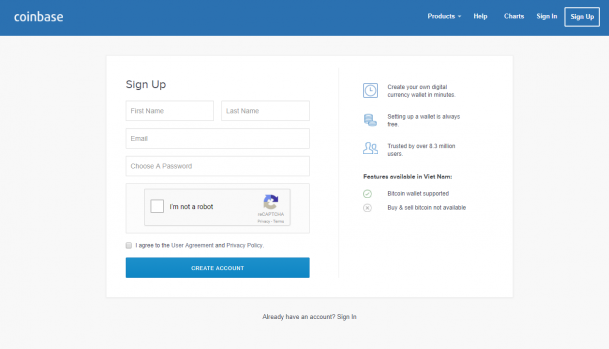 coinbase
Products
Help
Charts
Sign In
Sign Up
Sign Up
First Name
Last Name
Email
Choose A Password
I'm not a robot
reCAPTCHA
Privacy - Terms
I agree to the User Agreement and Privacy Policy.
CREATE ACCOUNT
Create your own digital
currency wallet in minutes.
Setting up a wallet is always
free.
Trusted by over 8.3 million
users.
Features available in Viet Nam:
Bitcoin wallet supported
Buy & sell bitcoin not available
Already have an account? Sign In